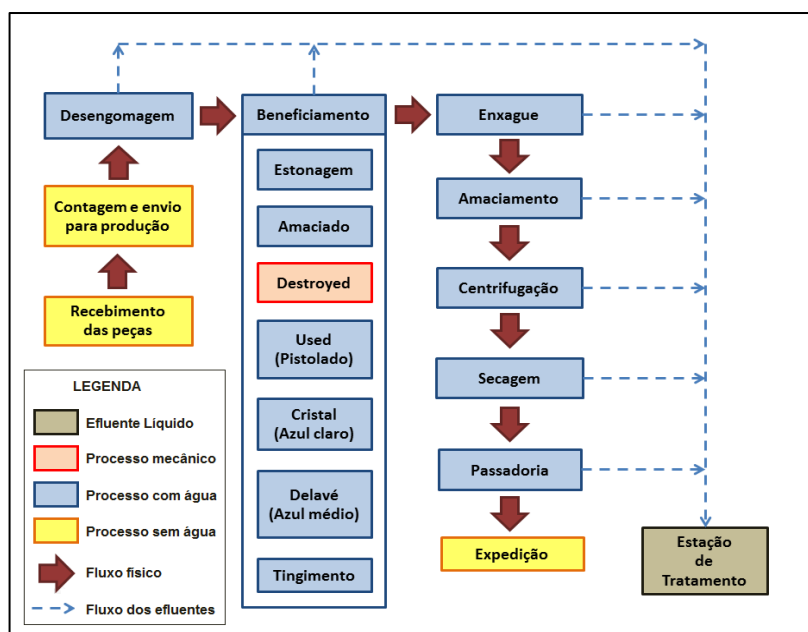 Desengomagem
Beneficiamento
Enxague
Contagem e envio
para produção
Recebimento
das peças
Estonagem
Amaciado
Destroyed
Used
(Pistolado)
Cristal
(Azul claro)
Delavé
(Azul médio)
Tingimento
Amaciamento
Centrifugação
Secagem
Passadoria
Expedição
Estação
de
Tratamento
LEGENDA
Efluente Líquido
Processo mecânico
Processo com água
Processo sem água
Fluxo físico
Fluxo dos efluentes